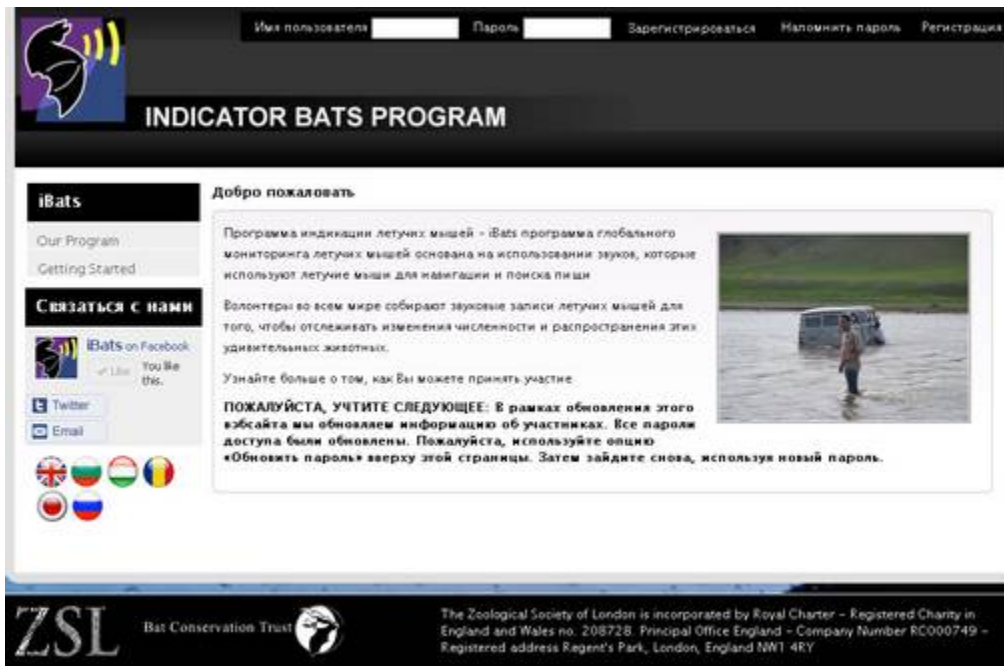 Имя пользователя Пароль Зарегистрироваться Напомнить пароль Регистрация
INDICATOR BATS PROGRAM
iBats
Our Program
Getting Started
Связаться с нами
iBats on Facebook
Like You like
this.
Twitter
Email
Добро пожаловать
Программа индикации летучих мышей – iBats программа глобального
мониторинга летучих мышей основана на использовании звуков, которые
используют летучие мыши для навигации и поиска пищи
Волонтеры во всем мире собирают звуковые записи летучих мышей для
того, чтобы отслеживать изменения численности и распространения этих
удивительных животных.
Узнайте больше о том, как Вы можете принять участие
ПОЖАЛУЙСТА, УЧТИТЕ СЛЕДУЮЩЕЕ: В рамках обновления этого
вэбсайта мы обновляем информацию об участниках. Все пароли
доступа были обновлены. Пожалуйста, используйте опцию
«Обновить пароль» вверху этой страницы. Затем зайдите снова, используя новый пароль.
ZSL
Bat Conservation Trust
The Zoological Society of London is incorporated by Royal Charter – Registered Charity in
England and Wales no. 208728. Principal Office England – Company Number RC000749 –
Registered address Regent's Park, London, England NW1 4RY